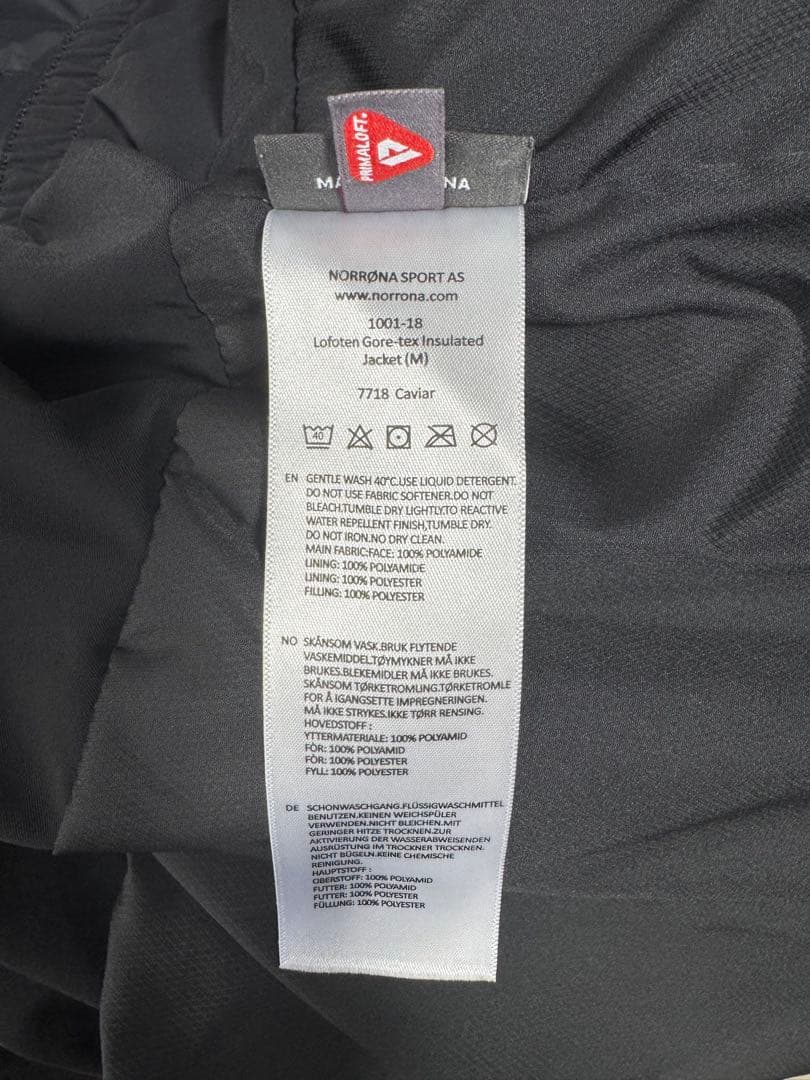 PRIMALOFT®
MA NA
NORRØNA SPORT AS
www.norrona.com
1001-18
Lofoten Gore-tex Insulated
Jacket (M)
7718 Caviar
40
EN GENTLE WASH 40°C.USE LIQUID DETERGENT.
DO NOT USE FABRIC SOFTENER.DO NOT
BLEACH.TUMBLE DRY LIGHTLY.TO REACTIVE
WATER REPELLENT FINISH,TUMBLE DRY.
DO NOT IRON.NO DRY CLEAN.
MAIN FABRIC:FACE: 100% POLYAMIDE
LINING: 100% POLYAMIDE
LINING: 100% POLYESTER
FILLING: 100% POLYESTER
NO SKÅNSOM VASK.BRUK FLYTENDE
VASKEMIDDEL.TØYMYKNER MÅ IKKE
BRUKES.BLEKEMIDLER MÅ IKKE BRUKES.
SKÅNSOM TØRKETROMLING.TØRKETROMLE
FOR Å IGANGSETTE IMPREGNERINGEN.
MÅ IKKE STRYKES.IKKE TØRR RENSING.
HOVEDSTOFF :
YTTERMATERIALE: 100% POLYAMID
FÒR: 100% POLYAMID
FÒR: 100% POLYESTER
FYLL: 100% POLYESTER
DE SCHONWASCHGANG.FLÜSSIGWASCHMITTEL
BENUTZEN.KEINEN WEICHSPÜLER
VERWENDEN.NICHT BLEICHEN.MIT
GERINGER HITZE TROCKNEN.ZUR
AKTIVIERUNG DER WASSERABWEISENDEN
AUSRÜSTUNG IM TROCKNER TROCKNEN.
NICHT BÜGELN.KEINE CHEMISCHE
REINIGUNG.
HAUPTSTOFF :
OBERSTOFF: 100% POLYAMID
FUTTER: 100% POLYAMID
FUTTER: 100% POLYESTER
FÜLLUNG: 100% POLYESTER